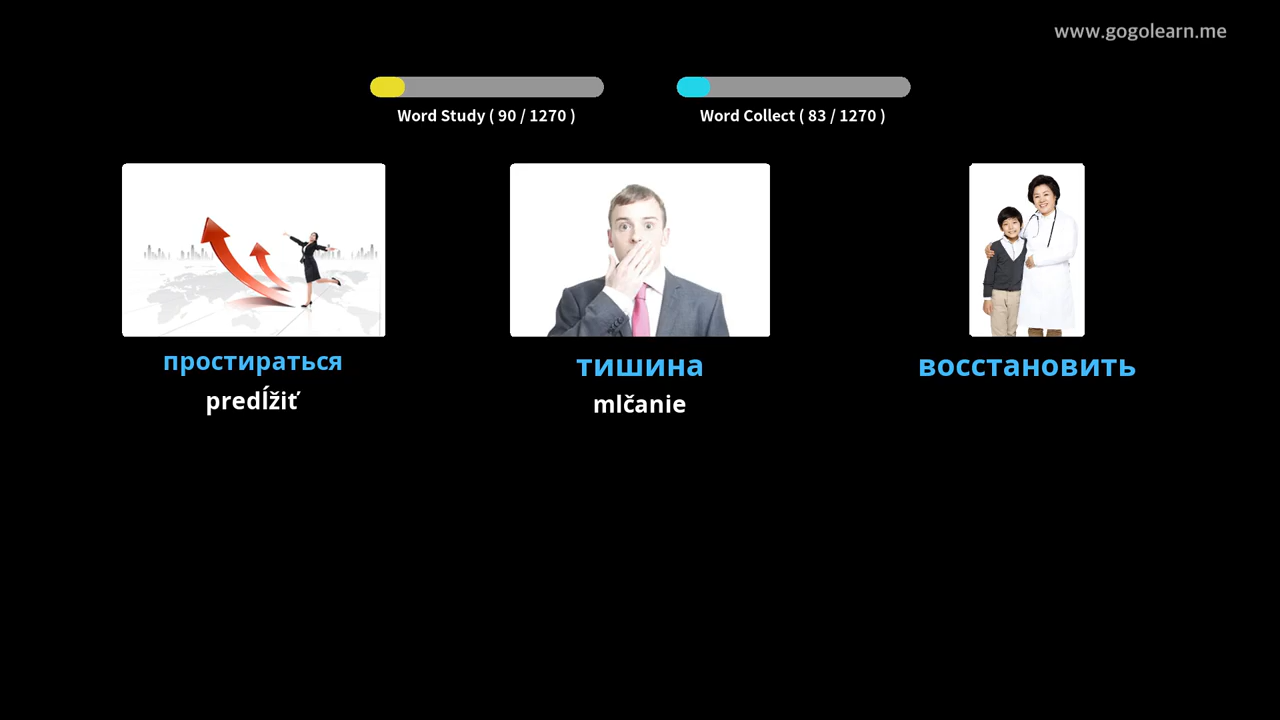 www.gogolearn.me
Word Study ( 90 / 1270 )
Word Collect ( 83 / 1270 )
простираться
predĺžiť
тишина
mlčanie
восстановить